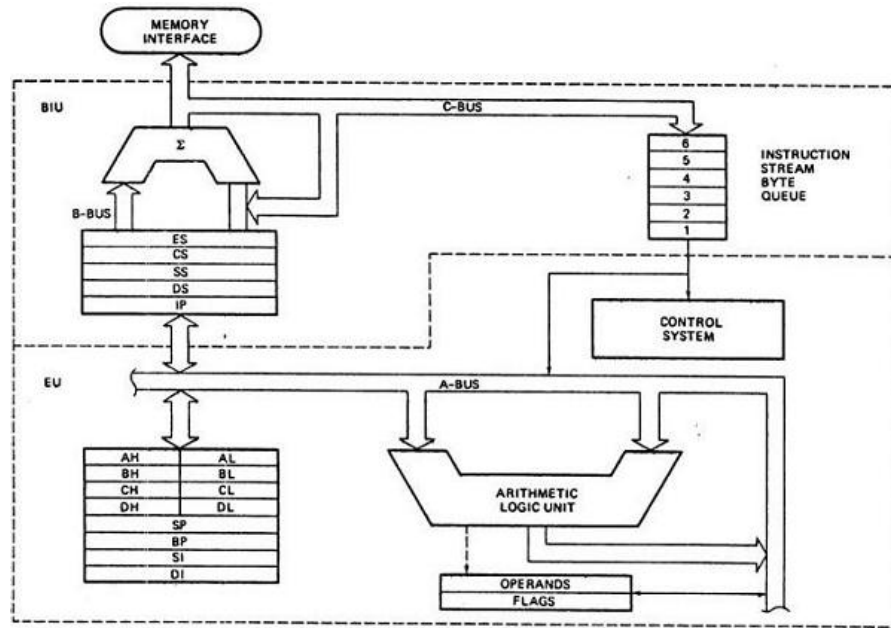 MEMORY
INTERFACE
BIU
C-BUS
Σ
6
5
4
3
2
1
INSTRUCTION
STREAM
BYTE
QUEUE
B-BUS
ES
CS
SS
DS
IP
CONTROL
SYSTEM
EU
A-BUS
AH AL
BH BL
CH CL
DH DL
SP
BP
SI
DI
ARITHMETIC
LOGIC UNIT
OPERANDS
FLAGS